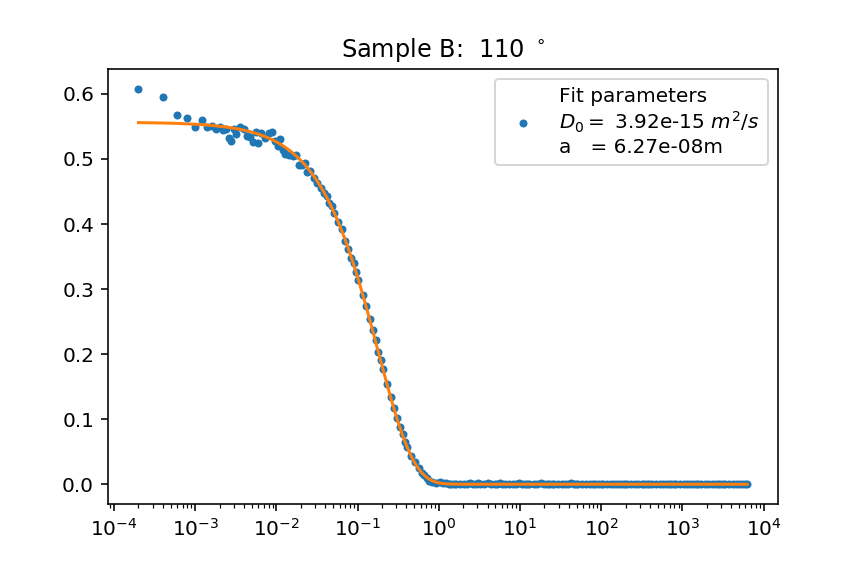 Sample B: 110 °
Fit parameters
D₀ = 3.92e-15 m²/s
a = 6.27e-08m
0.6
0.5
0.4
0.3
0.2
0.1
0.0
10⁻⁴ 10⁻³ 10⁻² 10⁻¹ 10⁰ 10¹ 10² 10³ 10⁴